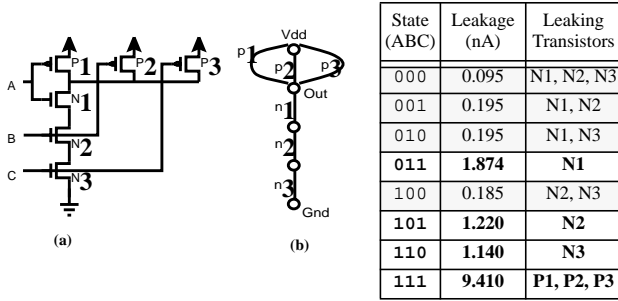 Vdd
P1 P2 P3
A
N1
B
N2
C
N3
(a)
p1
p2 p3
Out
n1
n2
n3
Gnd
(b)
State (ABC) Leakage (nA) Leaking Transistors
000 0.095 N1, N2, N3
001 0.195 N1, N2
010 0.195 N1, N3
011 1.874 N1
100 0.185 N2, N3
101 1.220 N2
110 1.140 N3
111 9.410 P1, P2, P3